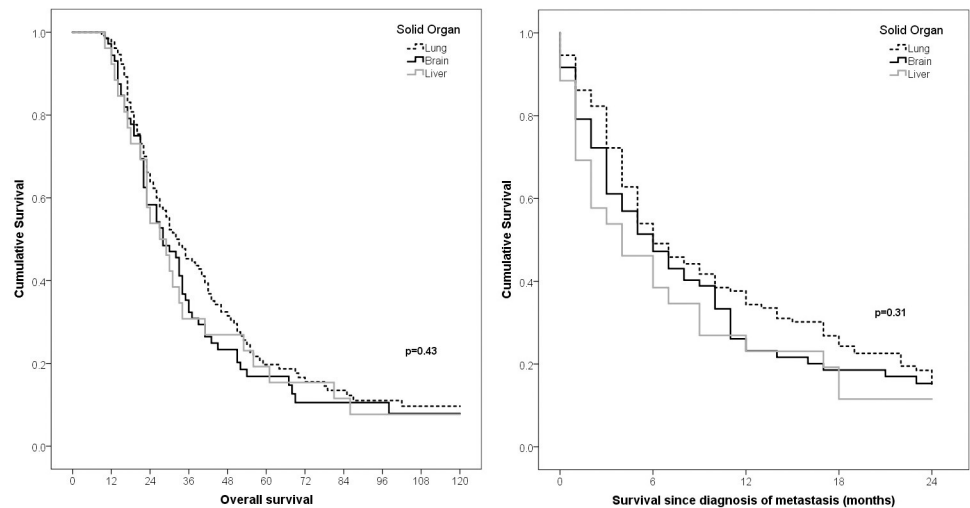 Solid Organ
Lung
Brain
Liver
1.0
0.8
0.6
0.4
0.2
0.0
Cumulative Survival
p=0.43
0 12 24 36 48 60 72 84 96 108 120
Overall survival
Solid Organ
Lung
Brain
Liver
1.0
0.8
0.6
0.4
0.2
0.0
Cumulative Survival
p=0.31
0 6 12 18 24
Survival since diagnosis of metastasis (months)